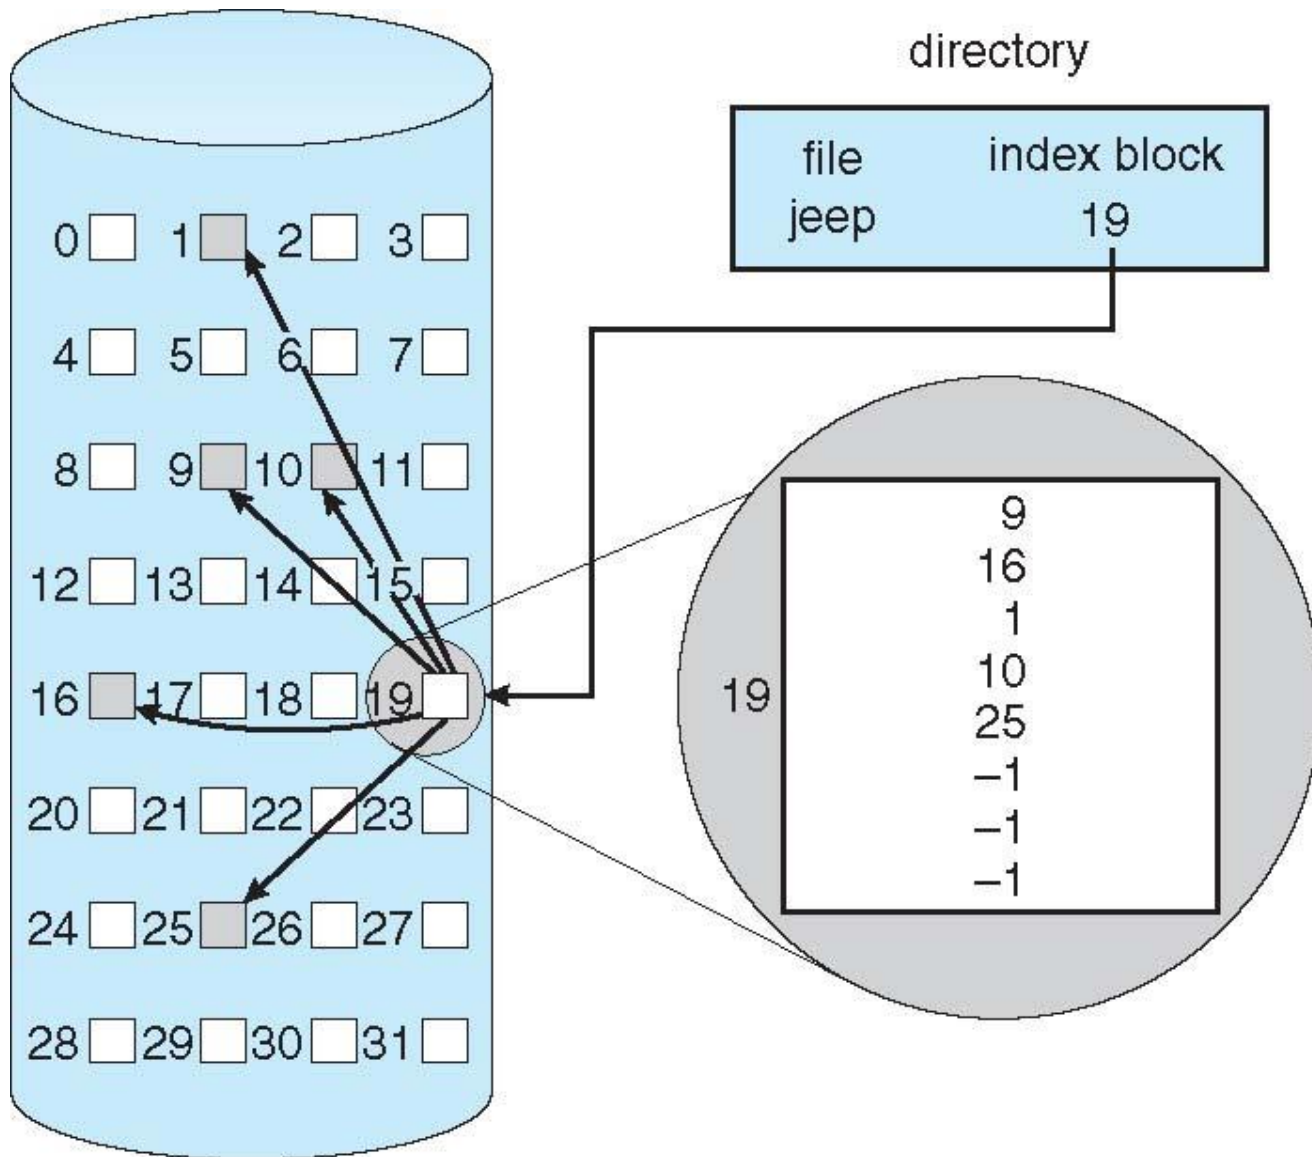 directory
file index block
jeep 19
0 1 2 3
4 5 6 7
8 9 10 11
12 13 14 15
16 17 18 19
20 21 22 23
24 25 26 27
28 29 30 31
19
9
16
1
10
25
–1
–1
–1